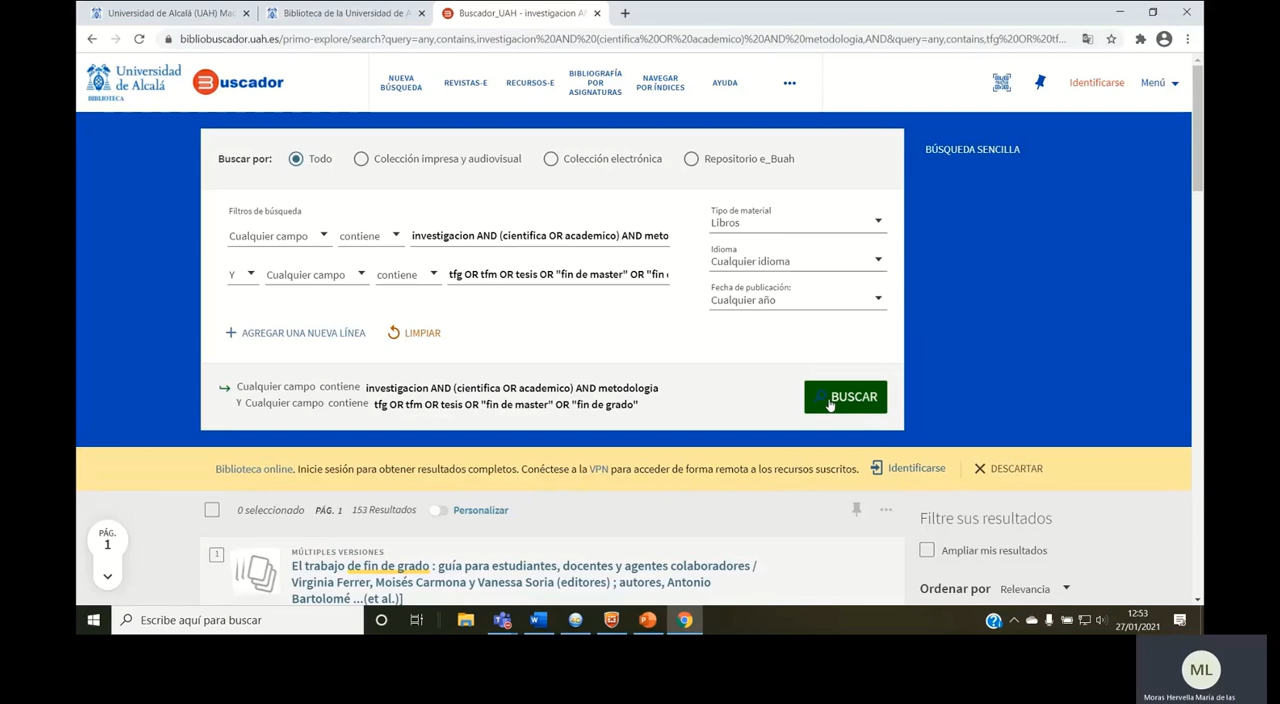 Universidad de Alcalá (UAH) Ma
Biblioteca de la Universidad de A
Buscador_UAH - investigacion A
bibliobuscador.uah.es/primo-explore/search?query=any,contains,investigacion%20AND%20(cientifica%20OR%20academico)%20AND%20metodologia,AND&query=any,contains,tfg%20OR%20tf...
Universidad de Alcalá
BIBLIOTECA
Buscador
NUEVA BÚSQUEDA
REVISTAS-E
RECURSOS-E
BIBLIOGRAFÍA POR ASIGNATURAS
NAVEGAR POR ÍNDICES
AYUDA
Identificarse
Menú
Buscar por:
Todo
Colección impresa y audiovisual
Colección electrónica
Repositorio e_Buah
BÚSQUEDA SENCILLA
Filtros de búsqueda
Cualquier campo contiene investigacion AND (cientifica OR academico) AND meto
Y Cualquier campo contiene tfg OR tfm OR tesis OR "fin de master" OR "fin
Tipo de material
Libros
Idioma
Cualquier idioma
Fecha de publicación:
Cualquier año
AGREGAR UNA NUEVA LÍNEA
LIMPIAR
Cualquier campo contiene investigacion AND (cientifica OR academico) AND metodologia
Y Cualquier campo contiene tfg OR tfm OR tesis OR "fin de master" OR "fin de grado"
BUSCAR
Biblioteca online. Inicie sesión para obtener resultados completos. Conéctese a la VPN para acceder de forma remota a los recursos suscritos.
Identificarse
DESCARTAR
0 seleccionado PÁG. 1 153 Resultados
Personalizar
PÁG.
1
Filtre sus resultados
Ampliar mis resultados
Ordenar por Relevancia
1
MÚLTIPLES VERSIONES
El trabajo de fin de grado : guía para estudiantes, docentes y agentes colaboradores /
Virginia Ferrer, Moisés Carmona y Vanessa Soria (editores) ; autores, Antonio
Bartolomé ...(et al.)]
Escribe aquí para buscar
12:53
27/01/2021
ML
Moras Hervella María de las